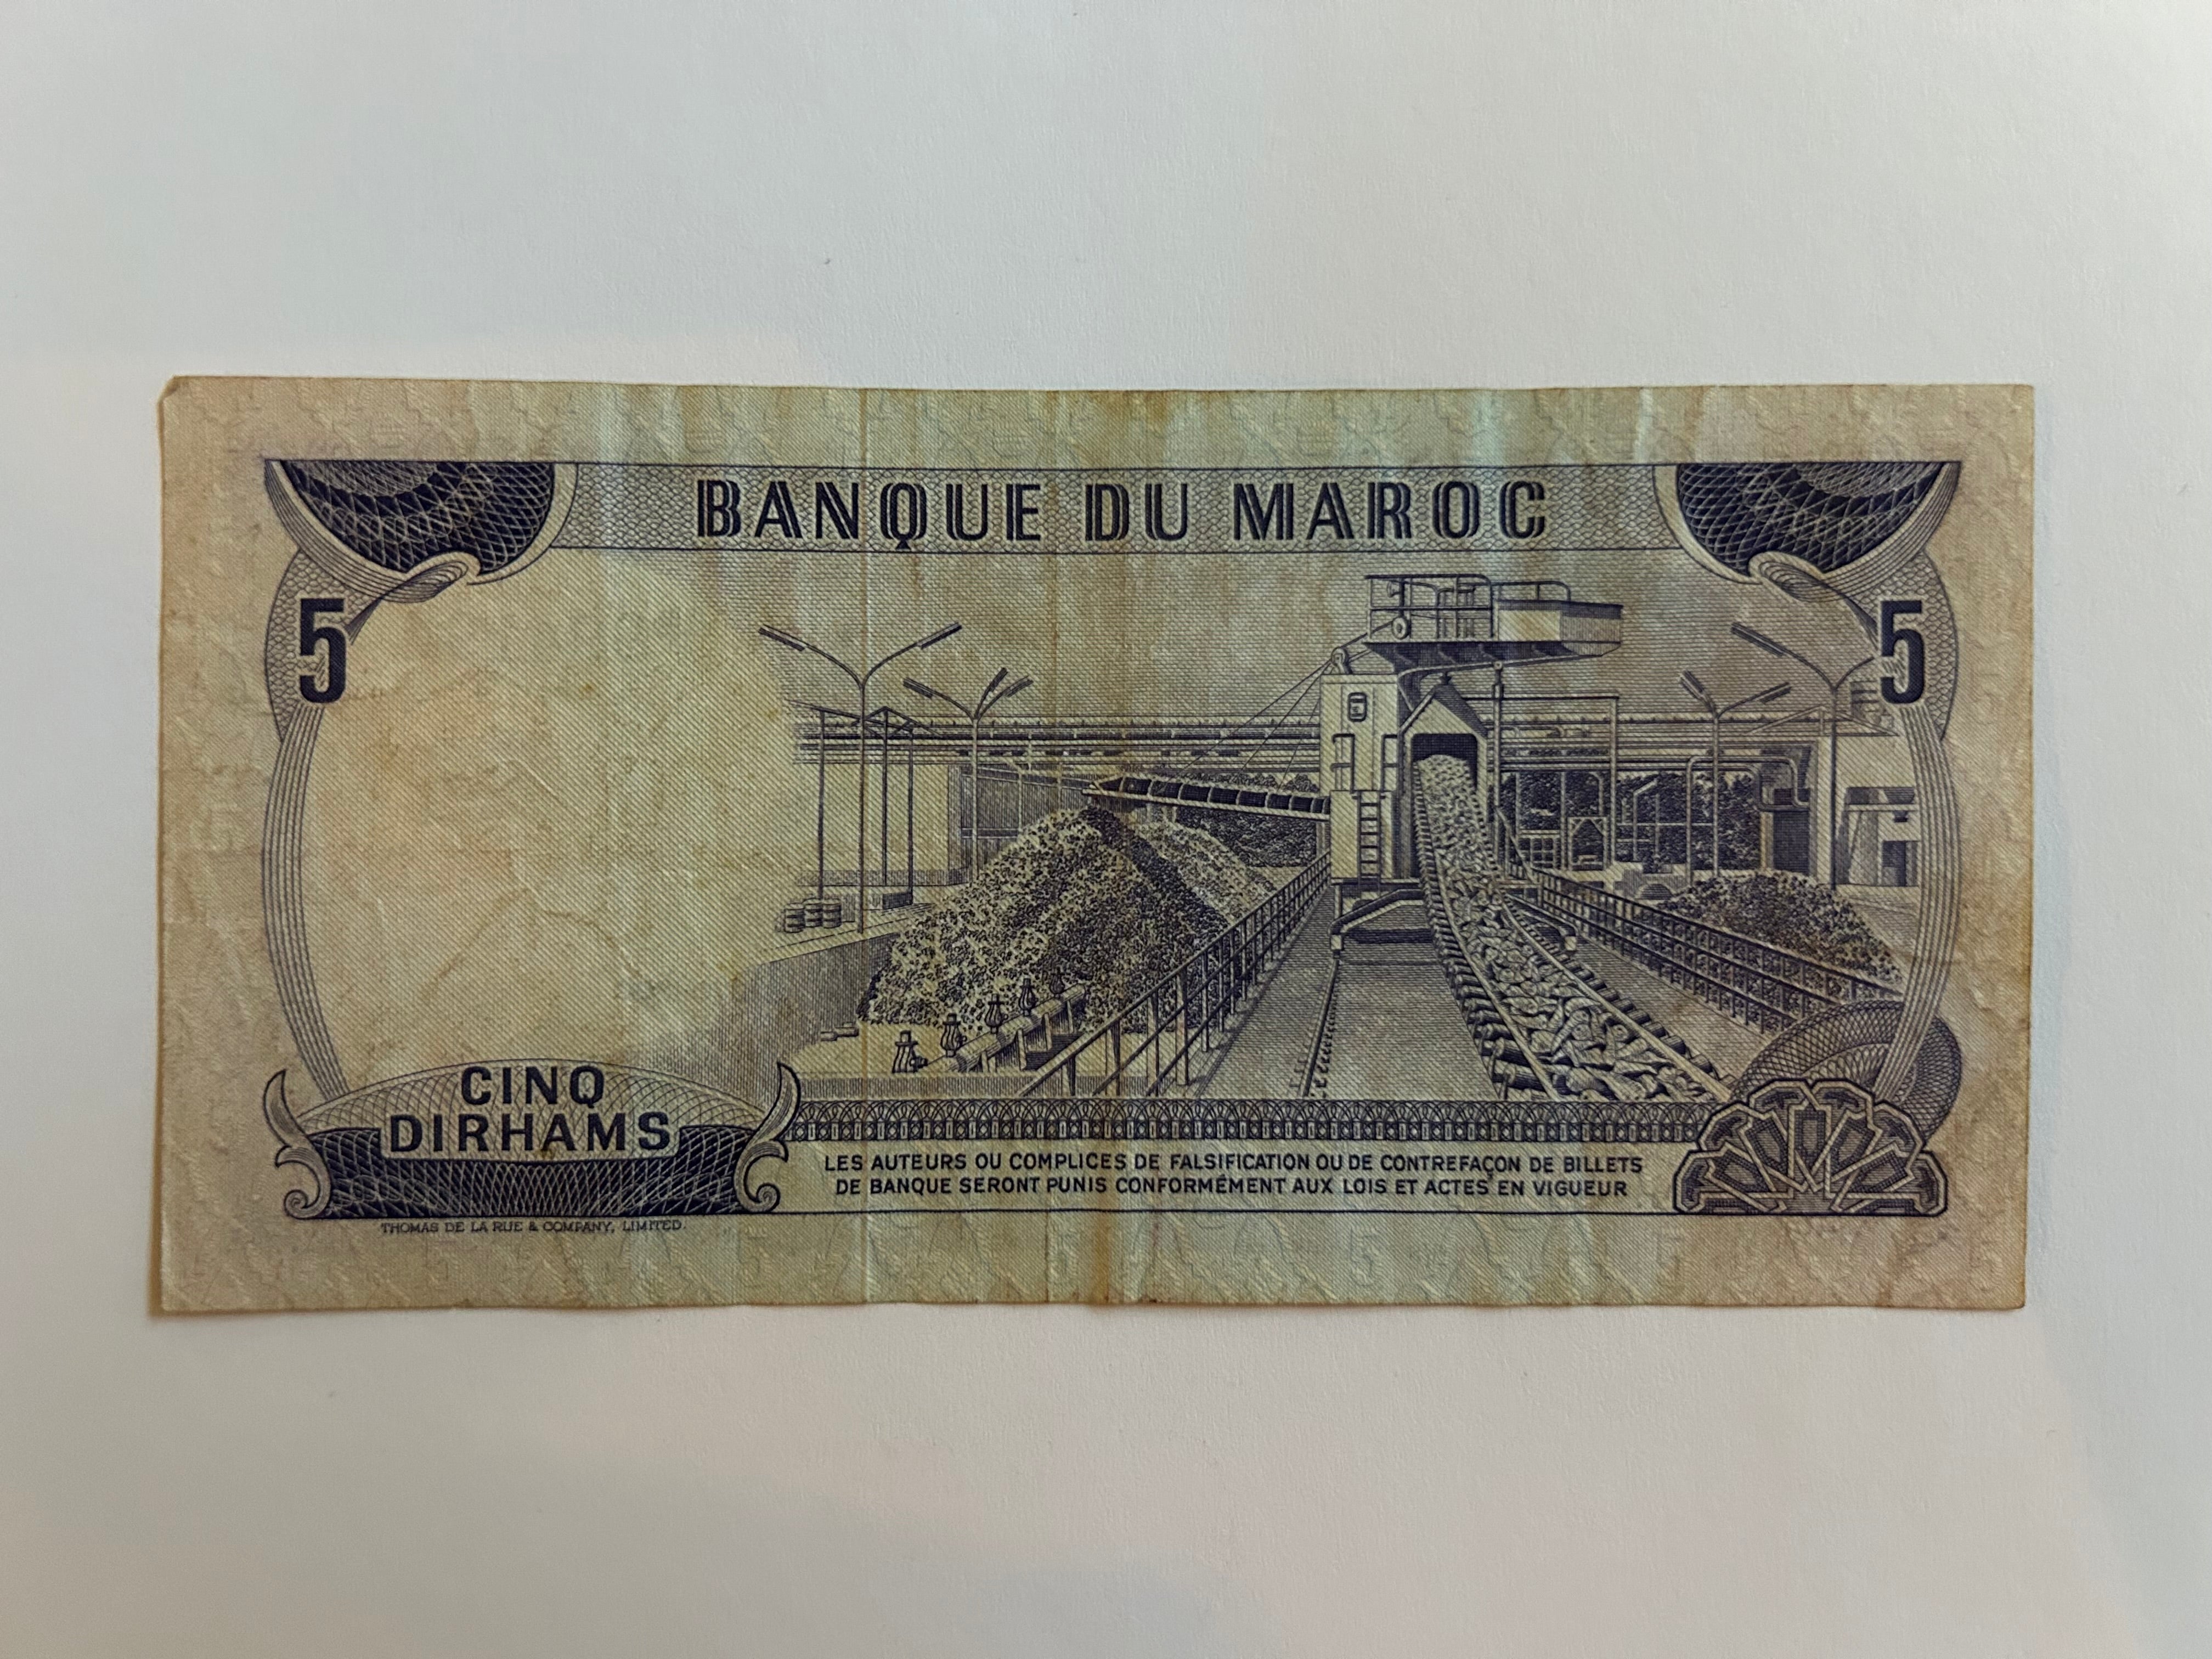 BANQUE DU MAROC
5
5
CINQ
DIRHAMS
LES AUTEURS OU COMPLICES DE FALSIFICATION OU DE CONTREFAÇON DE BILLETS
DE BANQUE SERONT PUNIS CONFORMÉMENT AUX LOIS ET ACTES EN VIGUEUR
THOMAS DE LA RUE & COMPANY, LIMITED.